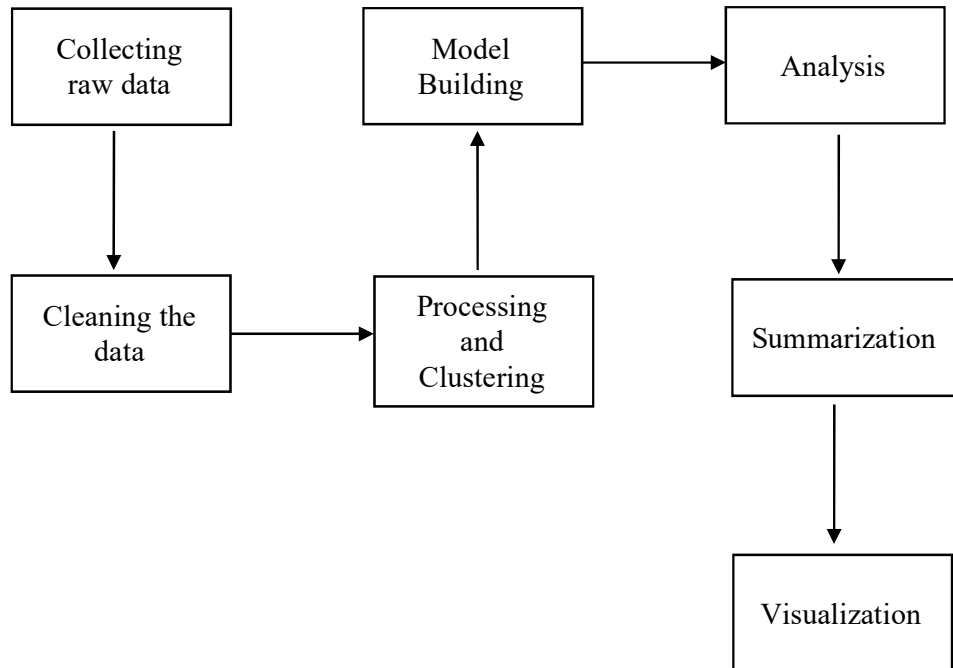 Collecting
raw data
Cleaning the
data
Processing
and
Clustering
Model
Building
Analysis
Summarization
Visualization